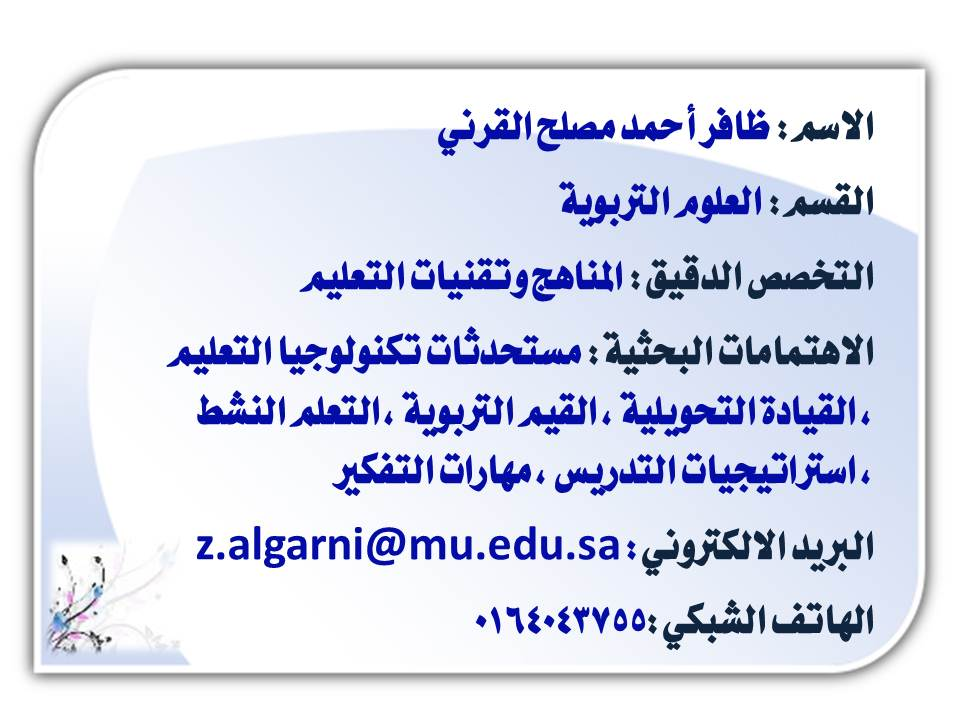 الاسم: ظافر أحمد مصلح القرني
القسم: العلوم التربوية
التخصص الدقيق: المناهج وتقنيات التعليم
الاهتمامات البحثية: مستحدثات تكنولوجيا التعليم
، القيادة التحويلية ، القيم التربوية ، التعلم النشط
، استراتيجيات التدريس ، مهارات التفكير
البريد الالكتروني: z.algarni@mu.edu.sa
الهاتف الشبكي:٠١٦٤٠٤٣٧٥٥